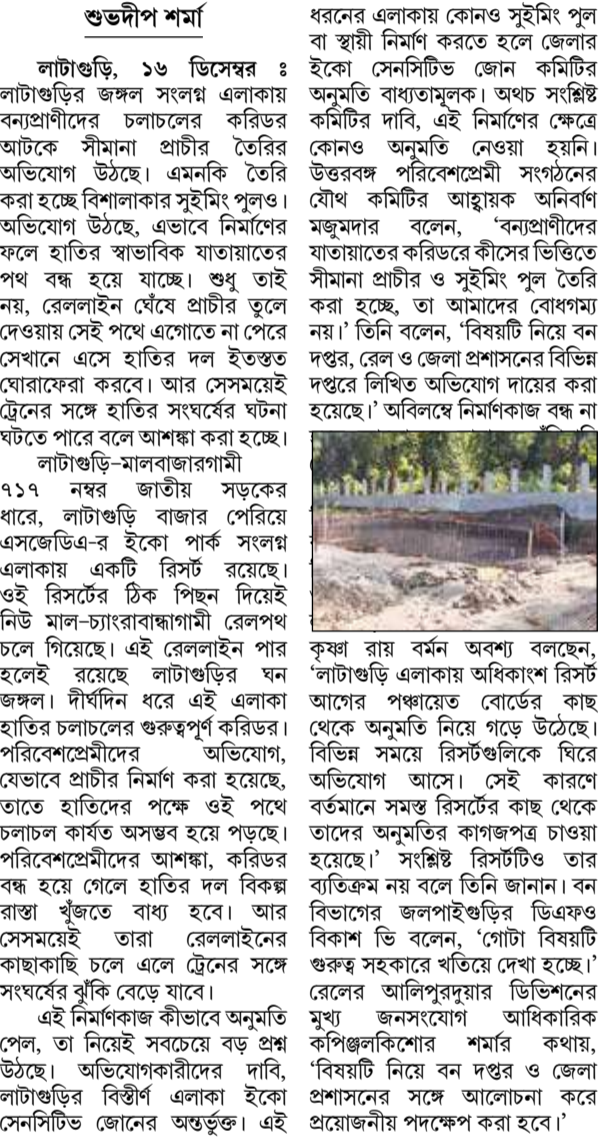 শুভদীপ শর্মা
লাটাগুড়ি, ১৬ ডিসেম্বর ঃ
লাটাগুড়ির জঙ্গল সংলগ্ন এলাকায়
বন্যপ্রাণীদের চলাচলের করিডর
আটকে সীমানা প্রাচীর তৈরির
অভিযোগ উঠছে। এমনকি তৈরি
করা হচ্ছে বিশালাকার সুইমিং পুলও।
অভিযোগ উঠছে, এভাবে নির্মাণের
ফলে হাতির স্বাভাবিক যাতায়াতের
পথ বন্ধ হয়ে যাচ্ছে। শুধু তাই
নয়, রেললাইন ঘেঁষে প্রাচীর তুলে
দেওয়ায় সেই পথে এগোতে না পেরে
সেখানে এসে হাতির দল ইতস্তত
ঘোরাফেরা করবে। আর সেসময়েই
ট্রেনের সঙ্গে হাতির সংঘর্ষের ঘটনা
ঘটতে পারে বলে আশঙ্কা করা হচ্ছে।
লাটাগুড়ি–মালবাজারগামী
৭১৭ নম্বর জাতীয় সড়কের
ধারে, লাটাগুড়ি বাজার পেরিয়ে
এসজেডিএ-র ইকো পার্ক সংলগ্ন
এলাকায় একটি রিসর্ট রয়েছে।
ওই রিসর্টের ঠিক পিছন দিয়েই
নিউ মাল–চ্যাংরাবান্ধাগামী রেলপথ
চলে গিয়েছে। এই রেললাইন পার
হলেই রয়েছে লাটাগুড়ির ঘন
জঙ্গল। দীর্ঘদিন ধরে এই এলাকা
হাতির চলাচলের গুরুত্বপূর্ণ করিডর।
পরিবেশপ্রেমীদের অভিযোগ,
যেভাবে প্রাচীর নির্মাণ করা হয়েছে,
তাতে হাতিদের পক্ষে ওই পথে
চলাচল কার্যত অসম্ভব হয়ে পড়ছে।
পরিবেশপ্রেমীদের আশঙ্কা, করিডর
বন্ধ হয়ে গেলে হাতির দল বিকল্প
রাস্তা খুঁজতে বাধ্য হবে। আর
সেসময়েই তারা রেললাইনের
কাছাকাছি চলে এলে ট্রেনের সঙ্গে
সংঘর্ষের ঝুঁকি বেড়ে যাবে।
এই নির্মাণকাজ কীভাবে অনুমতি
পেল, তা নিয়েই সবচেয়ে বড় প্রশ্ন
উঠছে। অভিযোগকারীদের দাবি,
লাটাগুড়ির বিস্তীর্ণ এলাকা ইকো
সেনসিটিভ জোনের অন্তর্ভুক্ত। এই
ধরনের এলাকায় কোনও সুইমিং পুল
বা স্থায়ী নির্মাণ করতে হলে জেলার
ইকো সেনসিটিভ জোন কমিটির
অনুমতি বাধ্যতামূলক। অথচ সংশ্লিষ্ট
কমিটির দাবি, এই নির্মাণের ক্ষেত্রে
কোনও অনুমতি নেওয়া হয়নি।
উত্তরবঙ্গ পরিবেশপ্রেমী সংগঠনের
যৌথ কমিটির আহ্বায়ক অনির্বাণ
মজুমদার বলেন, ‘বন্যপ্রাণীদের
যাতায়াতের করিডরে কীসের ভিত্তিতে
সীমানা প্রাচীর ও সুইমিং পুল তৈরি
করা হচ্ছে, তা আমাদের বোধগম্য
নয়।’ তিনি বলেন, ‘বিষয়টি নিয়ে বন
দপ্তর, রেল ও জেলা প্রশাসনের বিভিন্ন
দপ্তরে লিখিত অভিযোগ দায়ের করা
হয়েছে।’ অবিলম্বে নির্মাণকাজ বন্ধ না
কৃষ্ণা রায় বর্মন অবশ্য বলছেন,
‘লাটাগুড়ি এলাকায় অধিকাংশ রিসর্ট
আগের পঞ্চায়েত বোর্ডের কাছ
থেকে অনুমতি নিয়ে গড়ে উঠেছে।
বিভিন্ন সময়ে রিসর্টগুলিকে ঘিরে
অভিযোগ আসে। সেই কারণে
বর্তমানে সমস্ত রিসর্টের কাছ থেকে
তাদের অনুমতির কাগজপত্র চাওয়া
হয়েছে।’ সংশ্লিষ্ট রিসর্টটিও তার
ব্যতিক্রম নয় বলে তিনি জানান। বন
বিভাগের জলপাইগুড়ির ডিএফও
বিকাশ ভি বলেন, ‘গোটা বিষয়টি
গুরুত্ব সহকারে খতিয়ে দেখা হচ্ছে।’
রেলের আলিপুরদুয়ার ডিভিশনের
মুখ্য জনসংযোগ আধিকারিক
কপিঞ্জলকিশোর শর্মার কথায়,
‘বিষয়টি নিয়ে বন দপ্তর ও জেলা
প্রশাসনের সঙ্গে আলোচনা করে
প্রয়োজনীয় পদক্ষেপ করা হবে।’